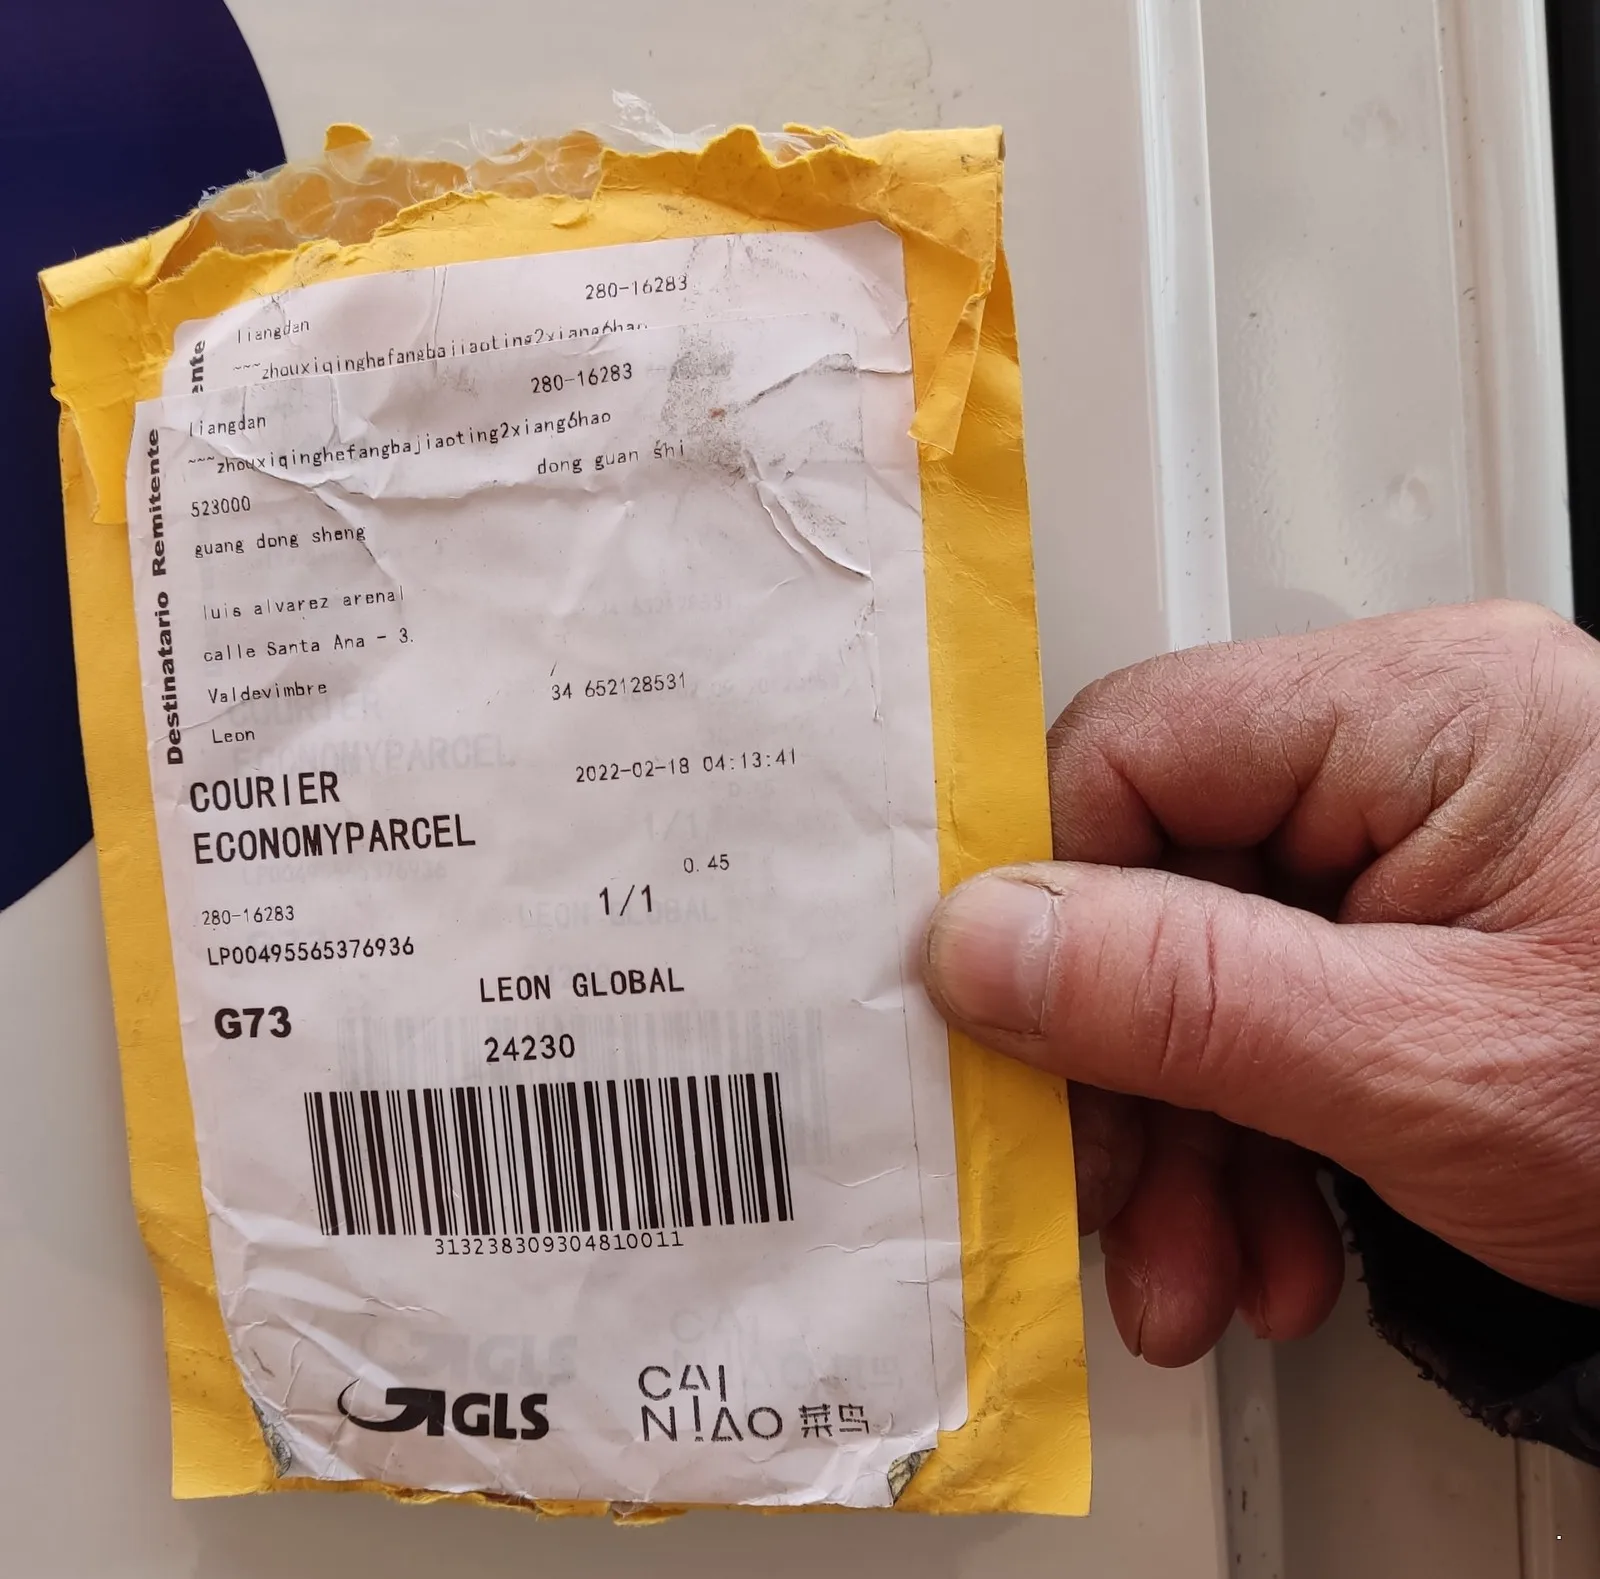 280-16283
liangdan
~~~zhouxiqinghefangbajiaoting2xiang6hao
280-16283
liangdan
~~~zhouxiqinghefangbajiaoting2xiang6hao
dong guan shi
523000
guang dong sheng
Destinatario Remitente
luis alvarez arenal
calle Santa Ana - 3.
Valdevimbre 34 652128531
Leon
2022-02-18 04:13:41
COURIER
ECONOMYPARCEL
0.45
280-16283 1/1
LP00495565376936
LEON GLOBAL
G73
24230
313238309304810011
GLS
CAI
NIAO 菜鸟